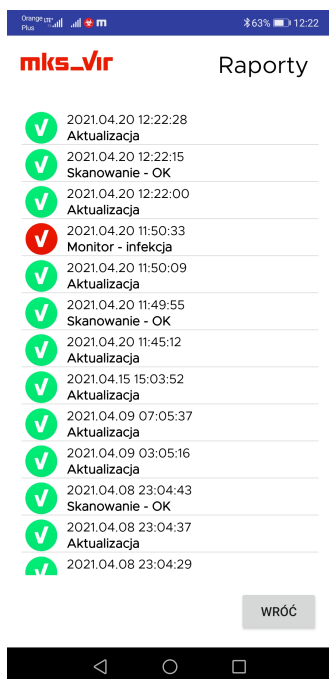 Orange LTE+
Plus
m
63% 12:22
mks_vir
Raporty
2021.04.20 12:22:28
Aktualizacja
2021.04.20 12:22:15
Skanowanie - OK
2021.04.20 12:22:00
Aktualizacja
2021.04.20 11:50:33
Monitor - infekcja
2021.04.20 11:50:09
Aktualizacja
2021.04.20 11:49:55
Skanowanie - OK
2021.04.20 11:45:12
Aktualizacja
2021.04.15 15:03:52
Aktualizacja
2021.04.09 07:05:37
Aktualizacja
2021.04.09 03:05:16
Aktualizacja
2021.04.08 23:04:43
Skanowanie - OK
2021.04.08 23:04:37
Aktualizacja
2021.04.08 23:04:29
WRÓĆ